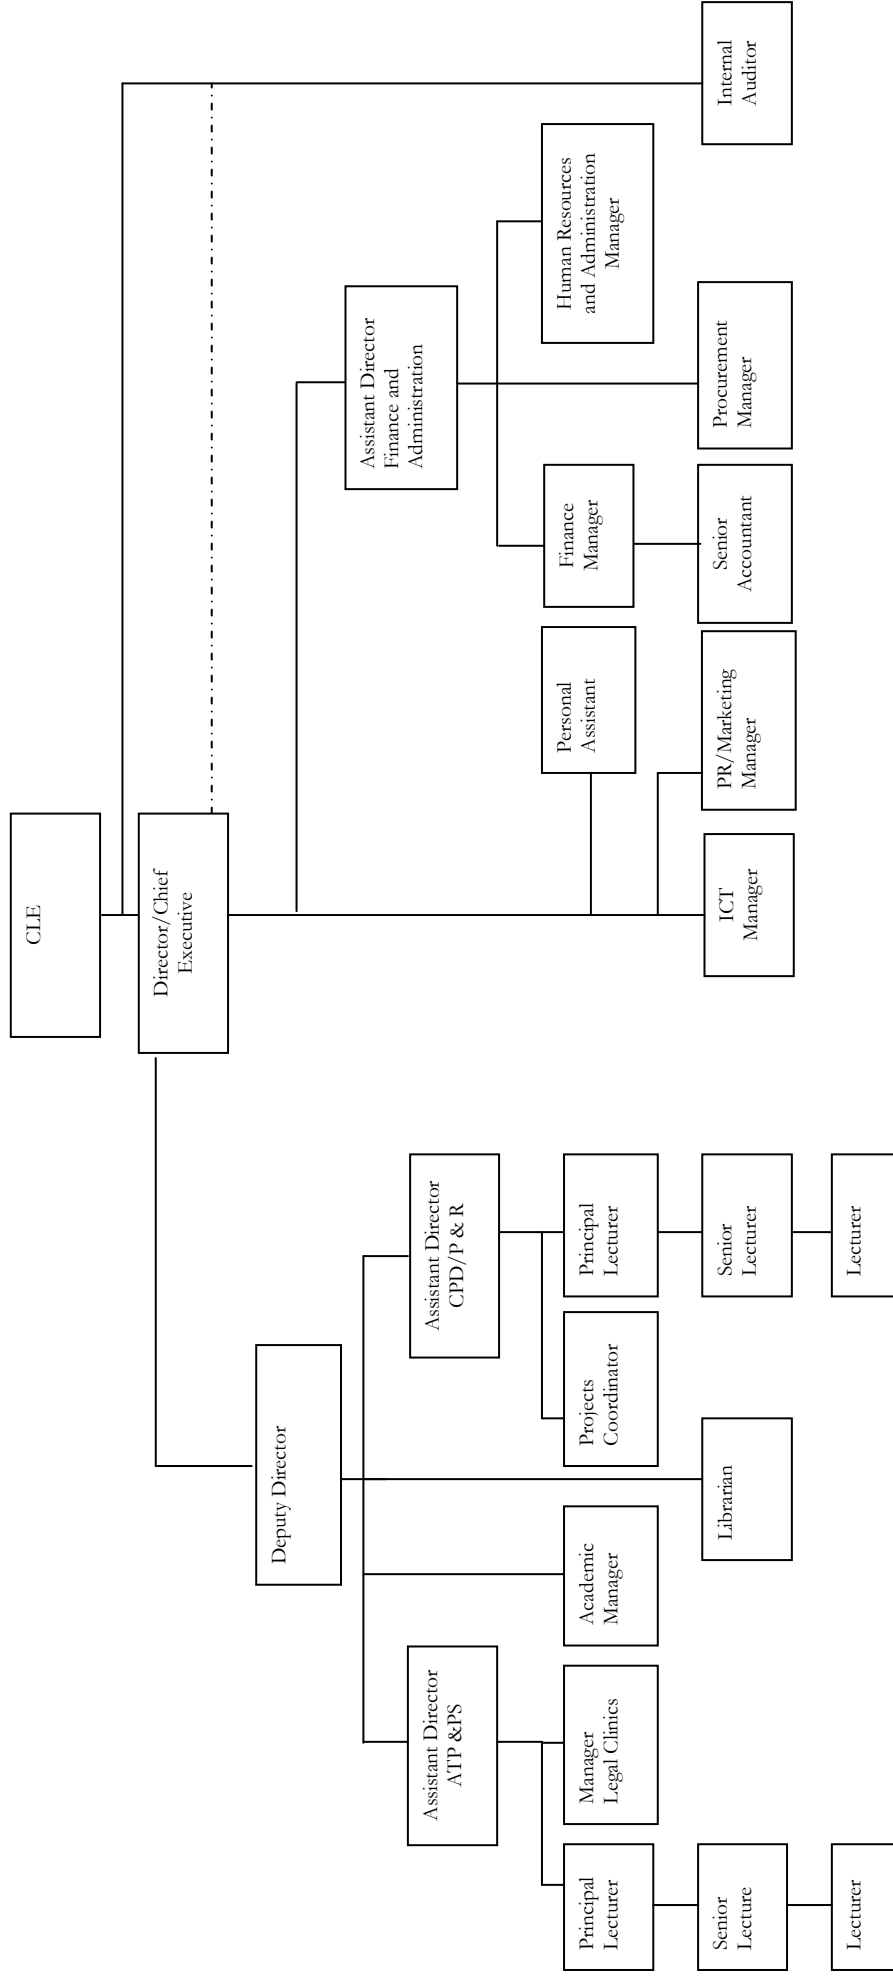 CLE
Director/Chief
Executive
Internal
Auditor
Deputy Director
Assistant Director
Finance and
Administration
Assistant Director
ATP &PS
Assistant Director
CPD/P & R
Principal
Lecturer
Manager
Legal Clinics
Academic
Manager
Projects
Coordinator
Principal
Lecturer
Personal
Assistant
Finance
Manager
Human Resources
and Administration
Manager
Senior
Lecture
Librarian
Senior
Lecturer
ICT
Manager
PR/Marketing
Manager
Senior
Accountant
Procurement
Manager
Lecturer
Lecturer